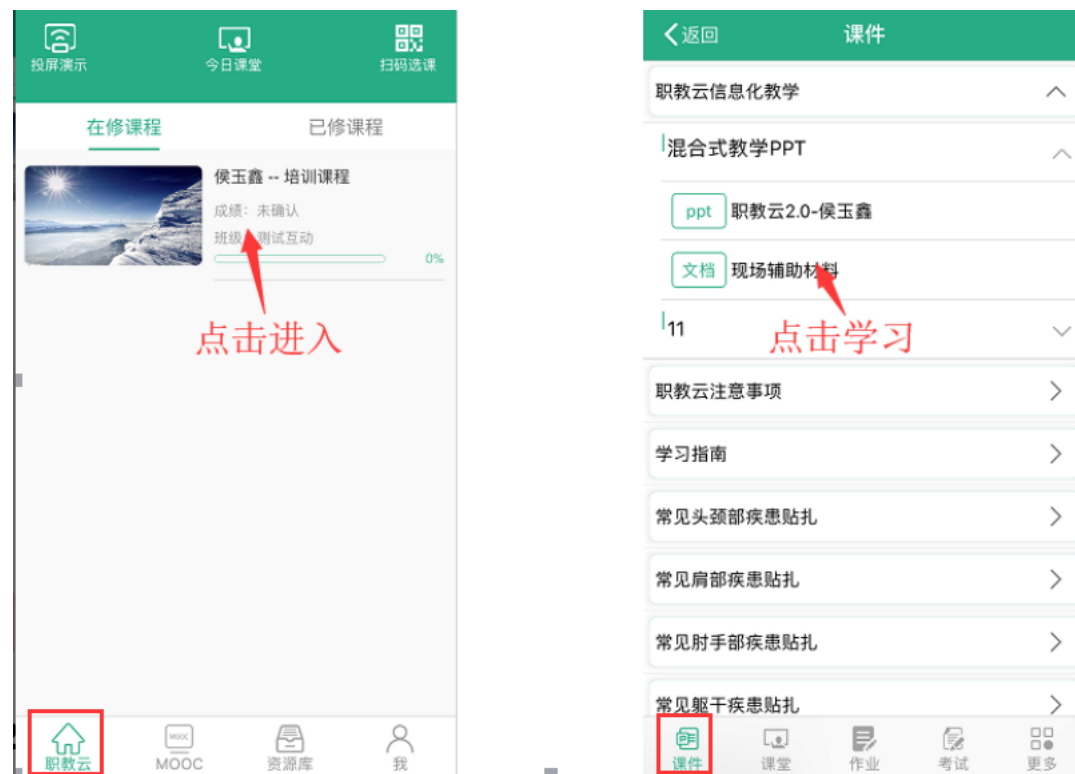 投屏演示
今日课堂
扫码选课
在修课程
已修课程
侯玉鑫 -- 培训课程
成绩: 未确认
班级 测试互动
0%
点击进入
职教云
MOOC
MOOC
资源库
我
返回
课件
职教云信息化教学
混合式教学PPT
ppt 职教云2.0-侯玉鑫
文档 现场辅助材料
11
点击学习
职教云注意事项
学习指南
常见头颈部疾患贴扎
常见肩部疾患贴扎
常见肘手部疾患贴扎
常见躯干疾患贴扎
课件
课堂
作业
考试
更多